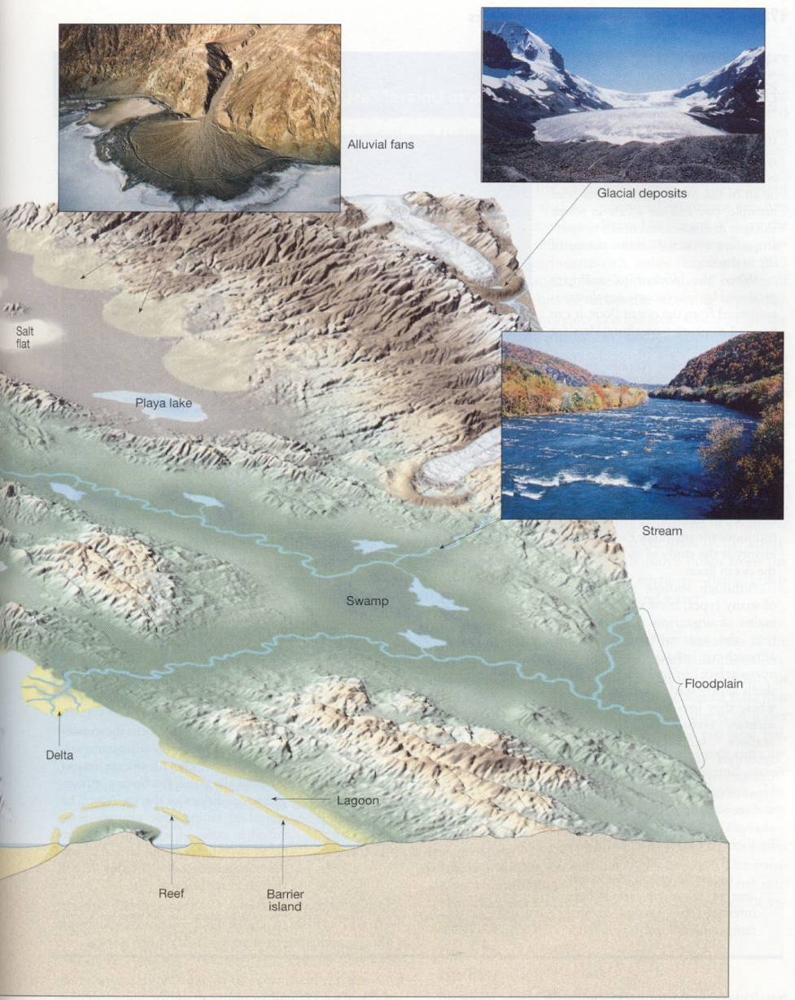 Alluvial fans
Glacial deposits
Salt
flat
Playa lake
Stream
Swamp
Floodplain
Delta
Lagoon
Reef
Barrier
island